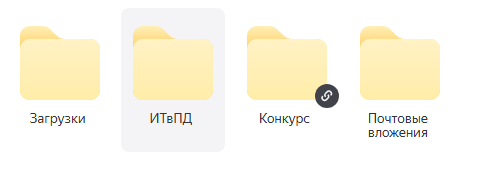 Загрузки
ИТвПД
Конкурс
Почтовые
вложения